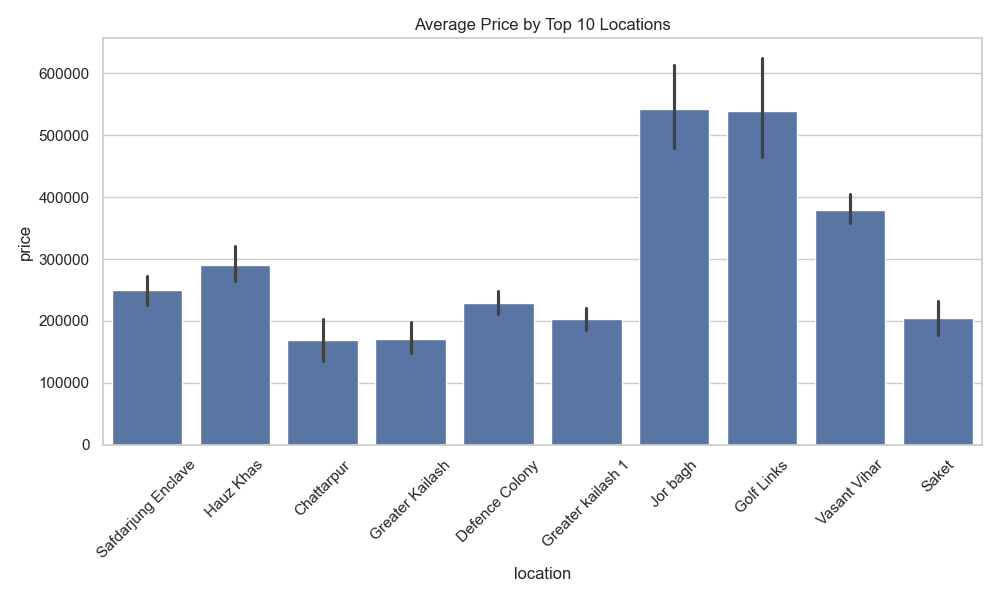 Average Price by Top 10 Locations
price
600000
500000
400000
300000
200000
100000
0
Safdarjung Enclave
Hauz Khas
Chattarpur
Greater Kailash
Defence Colony
Greater kailash 1
Jor bagh
Golf Links
Vasant Vihar
Saket
location